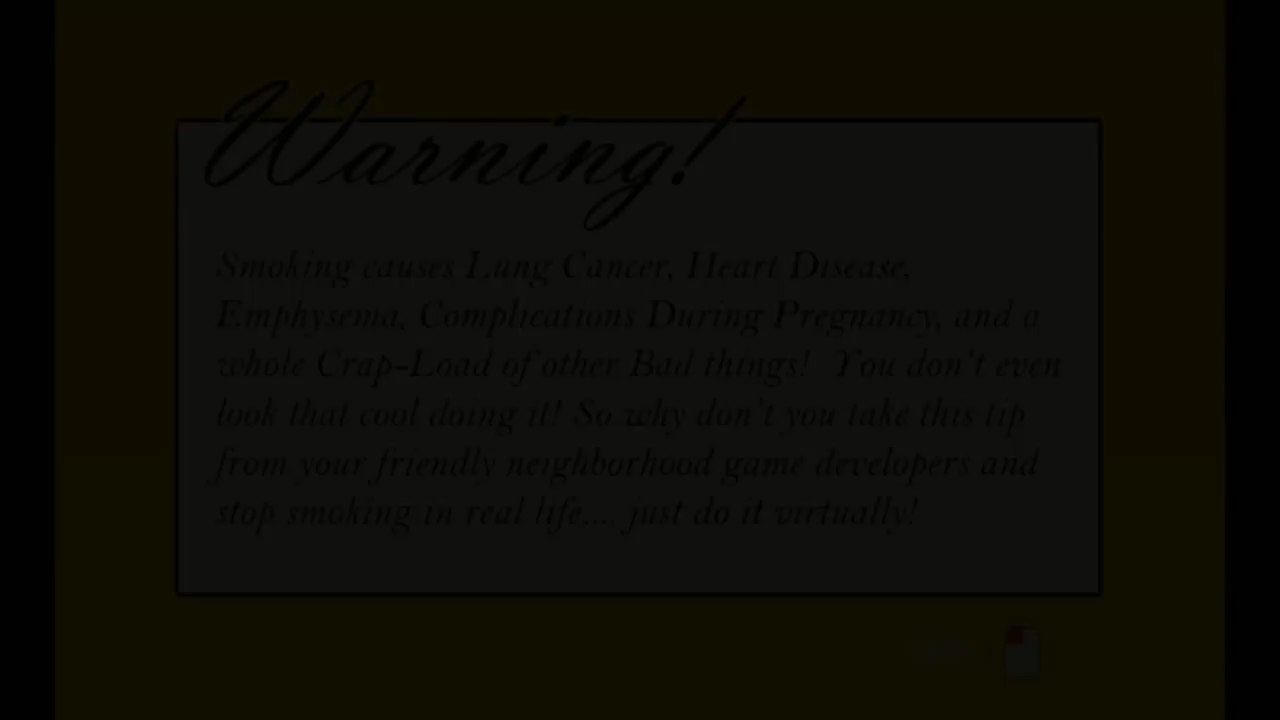 Warning!
Smoking causes Lung Cancer, Heart Disease,
Emphysema, Complications During Pregnancy, and a
whole Crap-Load of other Bad things! You don't even
look that cool doing it! So why don't you take this tip
from your friendly neighborhood game developers and
stop smoking in real life.... just do it virtually!